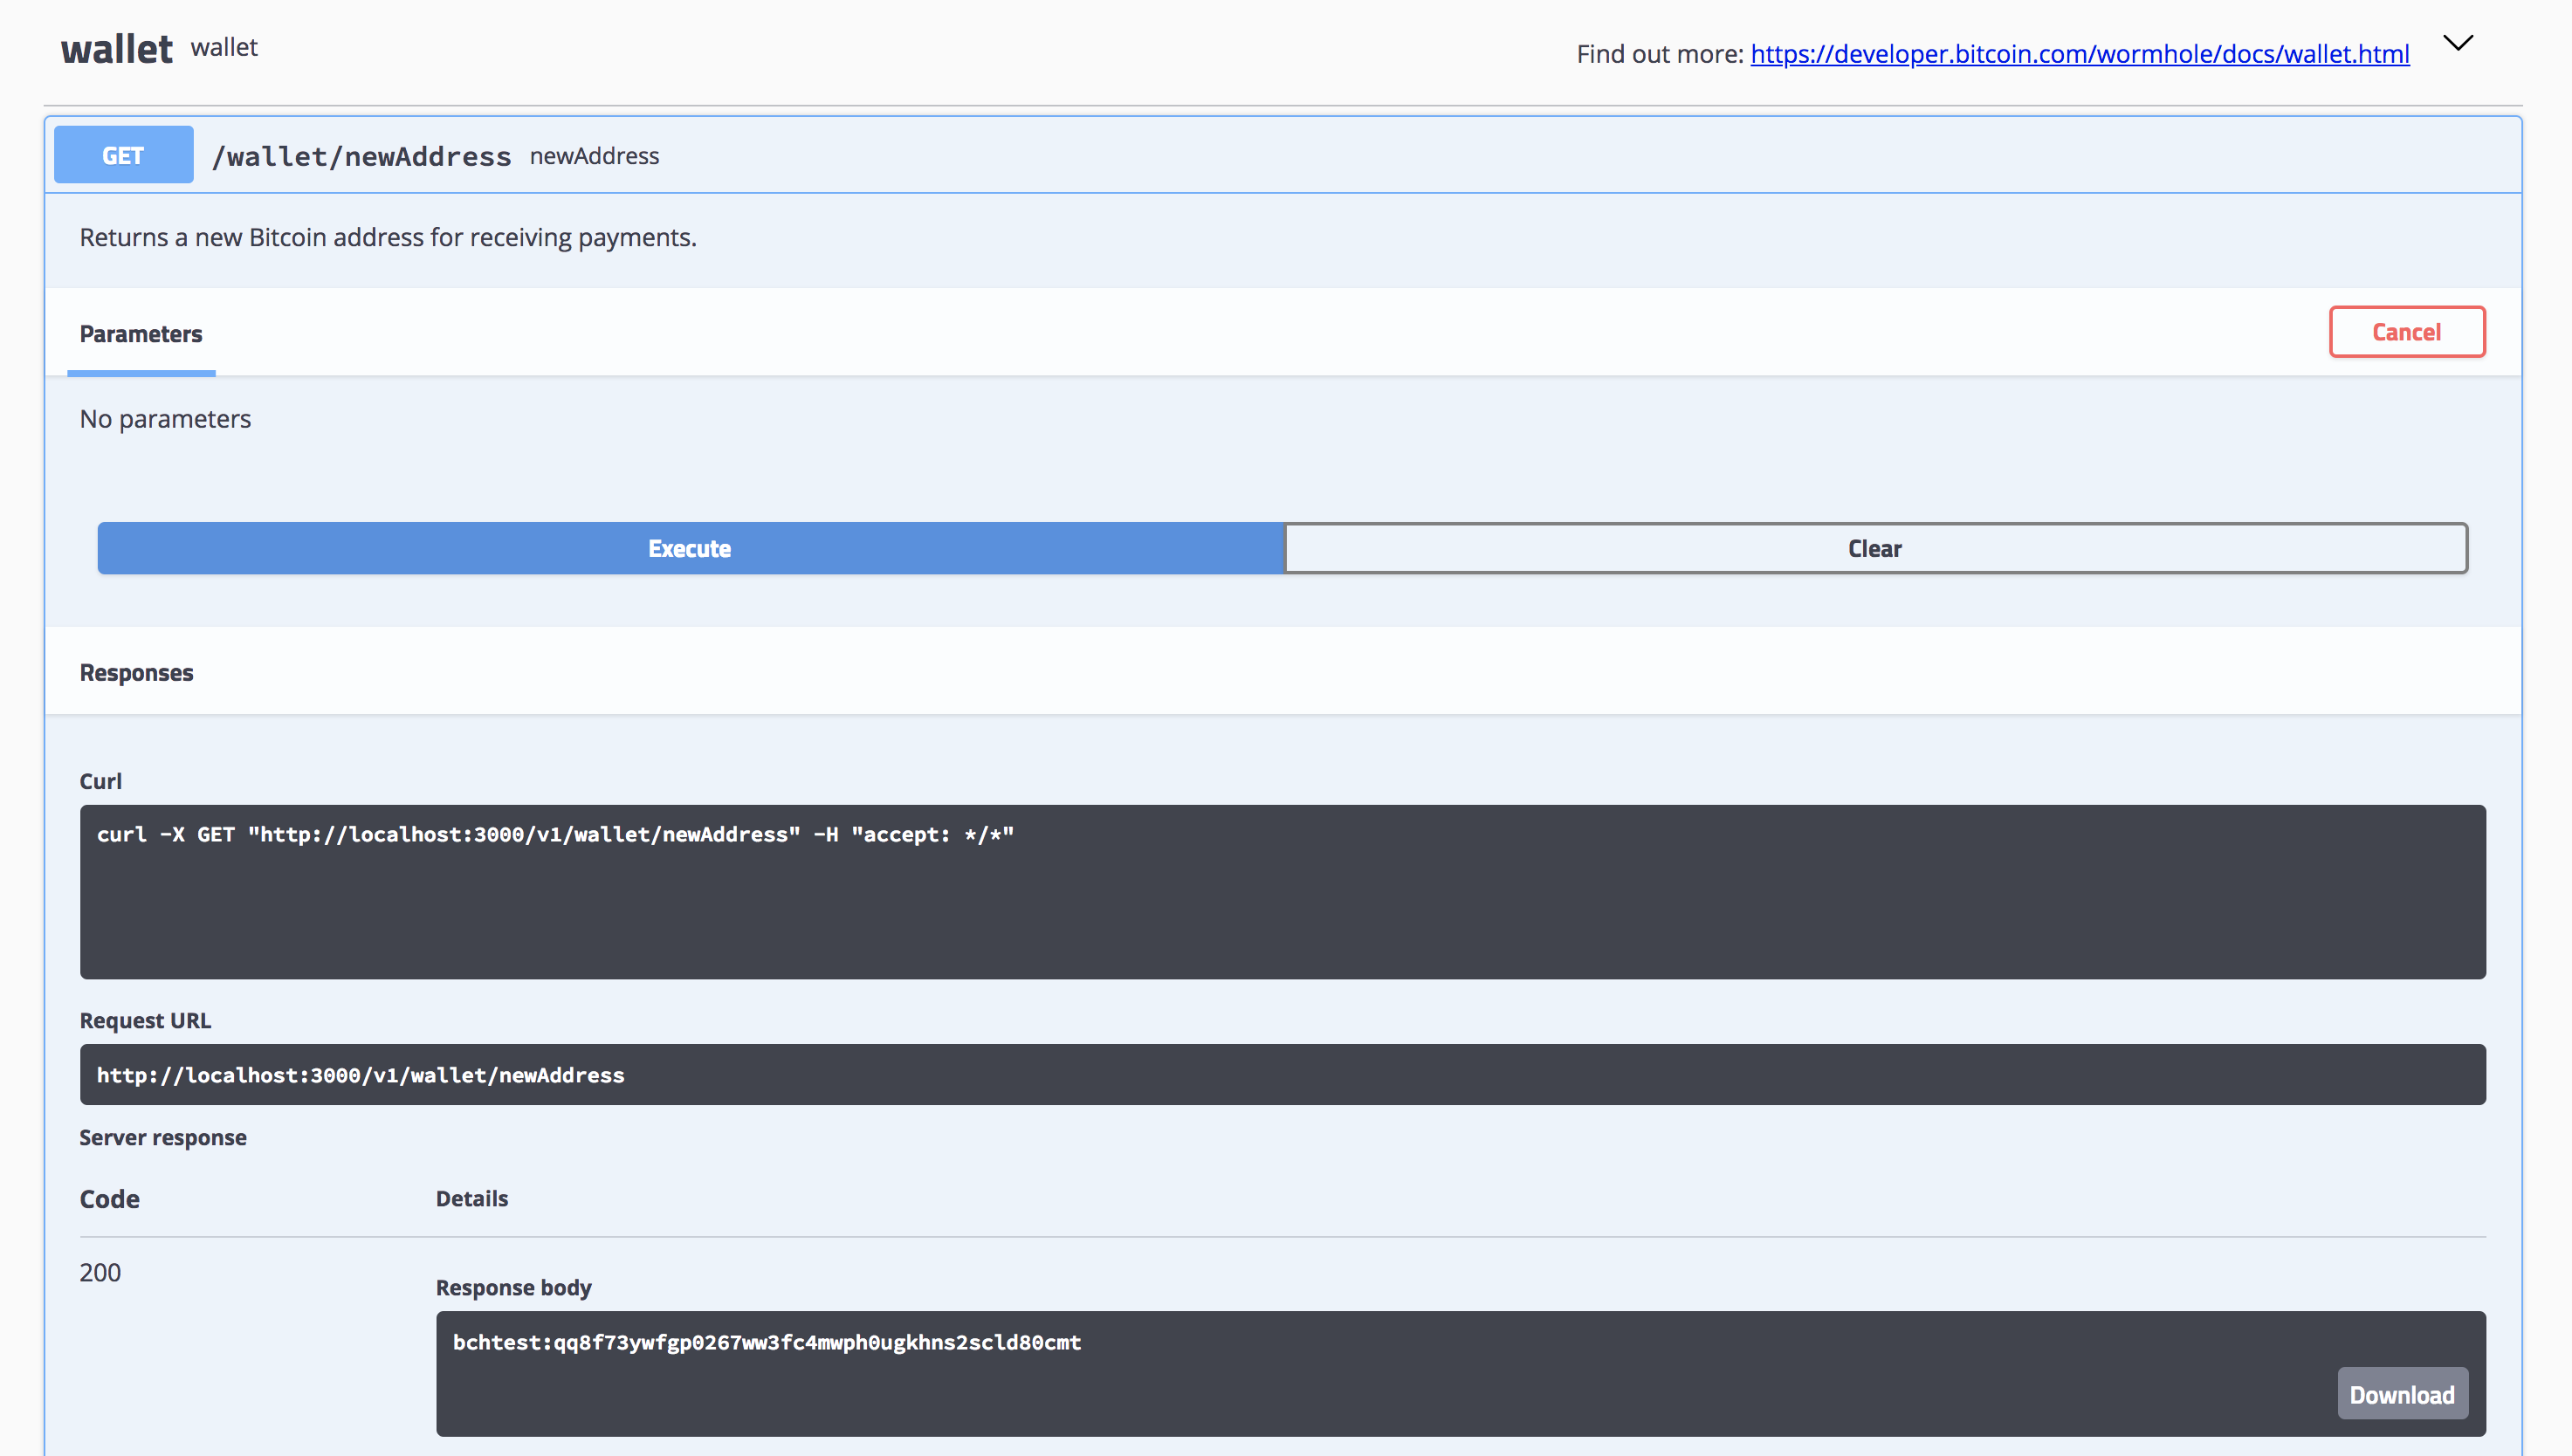 wallet wallet
Find out more: https://developer.bitcoin.com/wormhole/docs/wallet.html
GET /wallet/newAddress newAddress
Returns a new Bitcoin address for receiving payments.
Parameters
Cancel
No parameters
Execute
Clear
Responses
Curl
curl -X GET "http://localhost:3000/v1/wallet/newAddress" -H "accept: */*"
Request URL
http://localhost:3000/v1/wallet/newAddress
Server response
Code
Details
200
Response body
bchtest:qq8f73ywfgp0267ww3fc4mwph0ugkhns2scld80cmt
Download